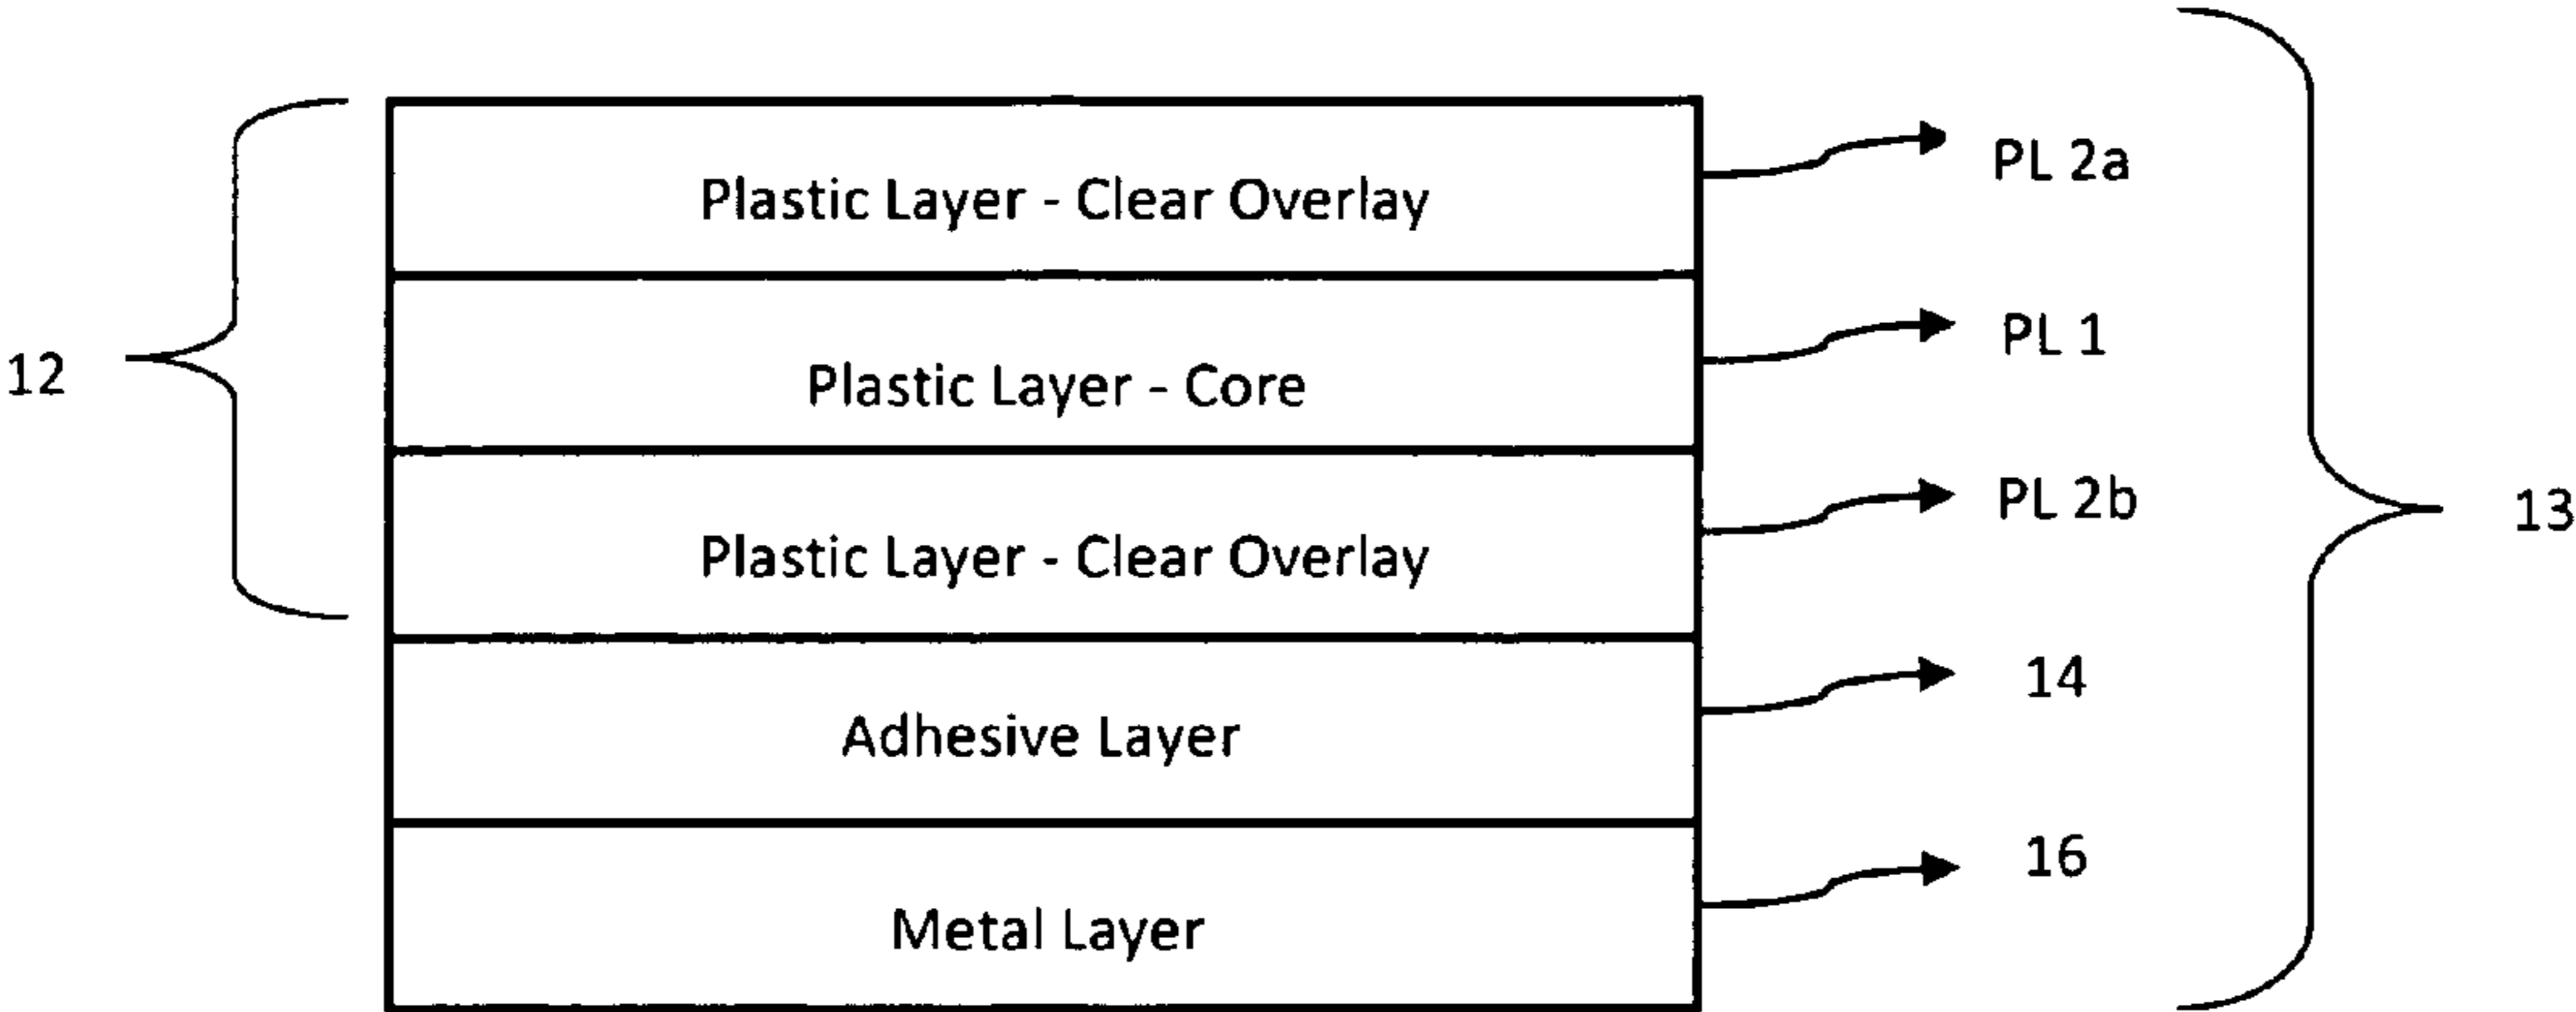 Plastic Layer - Clear Overlay
PL 2a
Plastic Layer - Core
PL 1
12
Plastic Layer - Clear Overlay
PL 2b
13
Adhesive Layer
14
Metal Layer
16